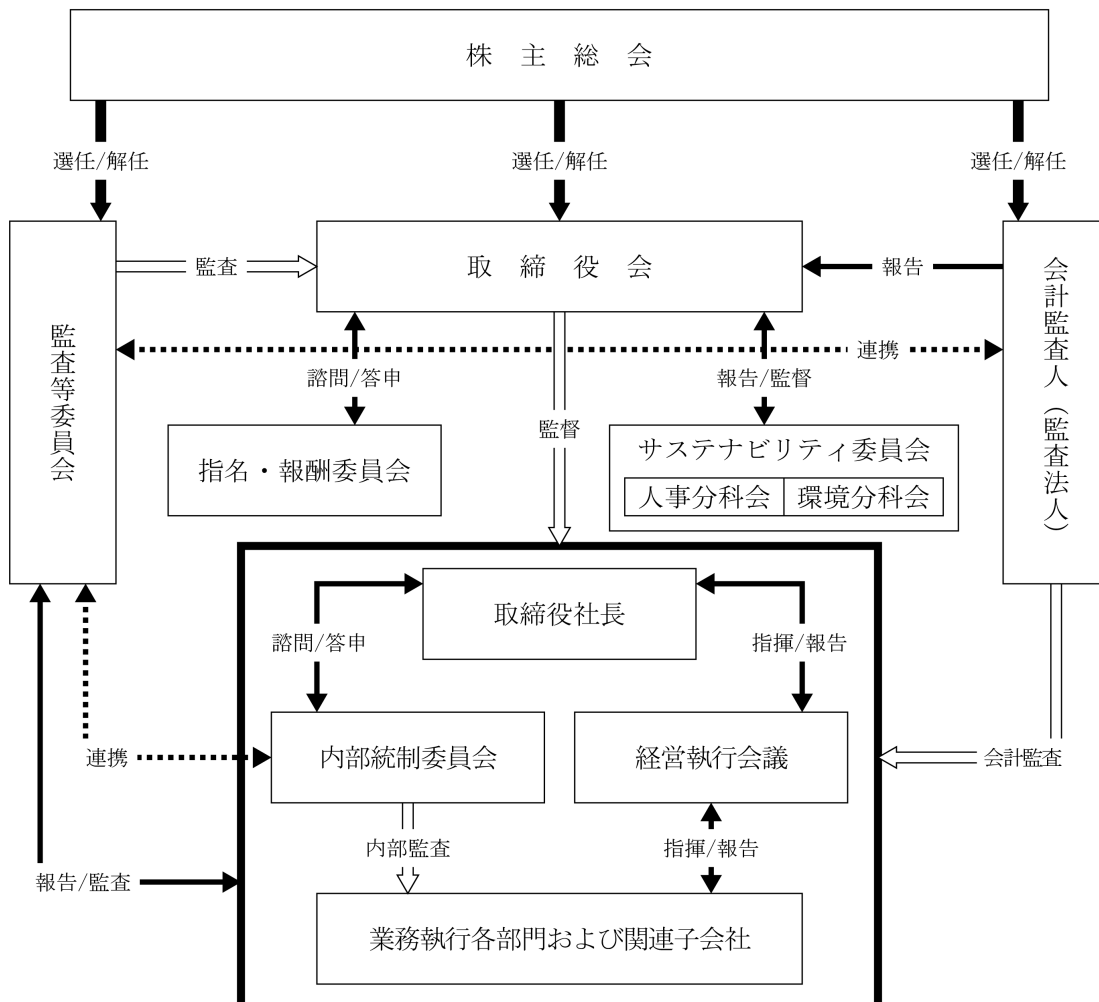 株主総会
選任/解任
選任/解任
選任/解任
監査等委員会
監査
取締役会
報告
会計監査人（監査法人）
連携
諮問/答申
報告/監督
監督
指名・報酬委員会
サステナビリティ委員会
人事分科会
環境分科会
取締役社長
諮問/答申
指揮/報告
連携
内部統制委員会
経営執行会議
会計監査
内部監査
指揮/報告
報告/監査
業務執行各部門および関連子会社